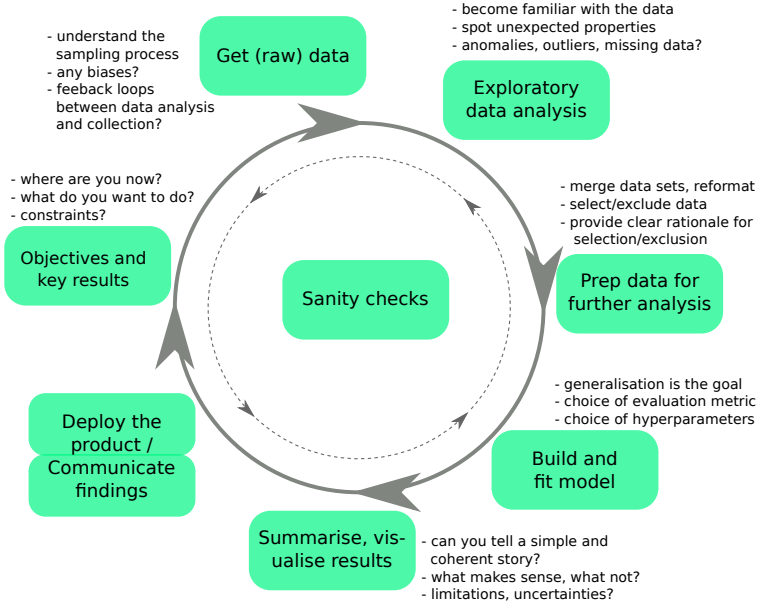 - understand the
sampling process
- any biases?
- feeback loops
between data analysis
and collection?
Get (raw) data
- become familiar with the data
- spot unexpected properties
- anomalies, outliers, missing data?
Exploratory
data analysis
- merge data sets, reformat
- select/exclude data
- provide clear rationale for
selection/exclusion
Prep data for
further analysis
- generalisation is the goal
- choice of evaluation metric
- choice of hyperparameters
Build and
fit model
Summarise, vis-
ualise results
- can you tell a simple and
coherent story?
- what makes sense, what not?
- limitations, uncertainties?
Deploy the
product /
Communicate
findings
- where are you now?
- what do you want to do?
- constraints?
Objectives and
key results
Sanity checks